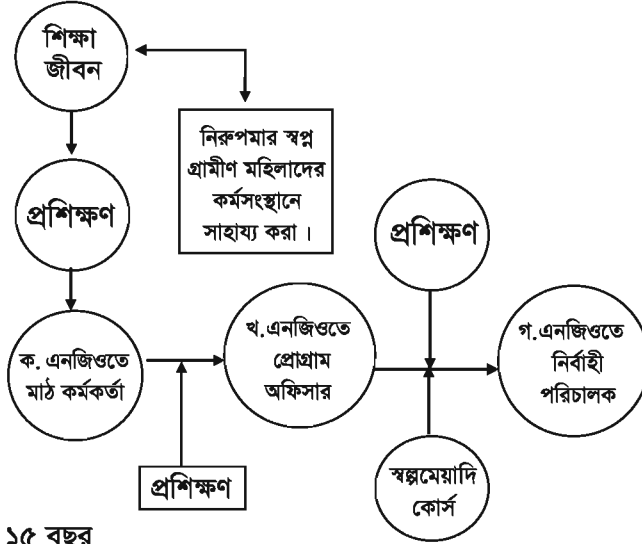 শিক্ষা
জীবন
নিরুপমার স্বপ্ন
গ্রামীণ মহিলাদের
কর্মসংস্থানে
সাহায্য করা ।
প্রশিক্ষণ
প্রশিক্ষণ
ক. এনজিওতে
মাঠ কর্মকর্তা
খ.এনজিওতে
প্রোগ্রাম
অফিসার
গ.এনজিওতে
নির্বাহী
পরিচালক
প্রশিক্ষণ
স্বল্পমেয়াদি
কোর্স
১৫ বছর